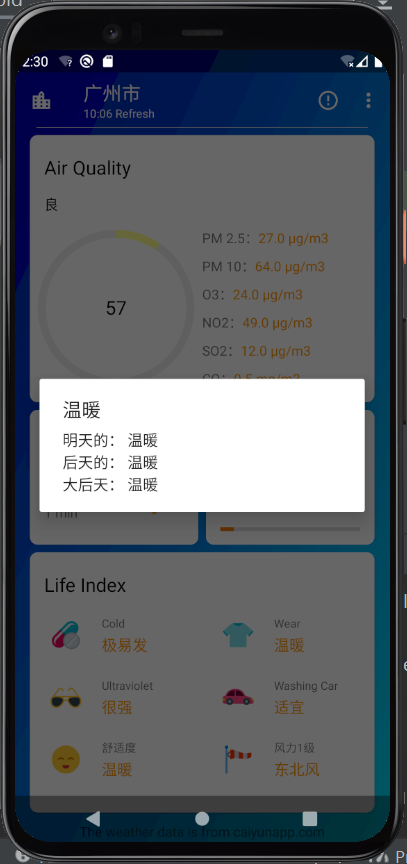 2:30
广州市
10:06 Refresh
Air Quality
良
57
PM 2.5：27.0 μg/m3
PM 10：64.0 μg/m3
O3：24.0 μg/m3
NO2：49.0 μg/m3
SO2：12.0 μg/m3
CO：0.5 mg/m3
温暖
明天的： 温暖
后天的： 温暖
大后天： 温暖
1 min
Life Index
Cold
极易发
Wear
温暖
Ultraviolet
很强
Washing Car
适宜
舒适度
温暖
风力1级
东北风
The weather data is from caiyunapp.com